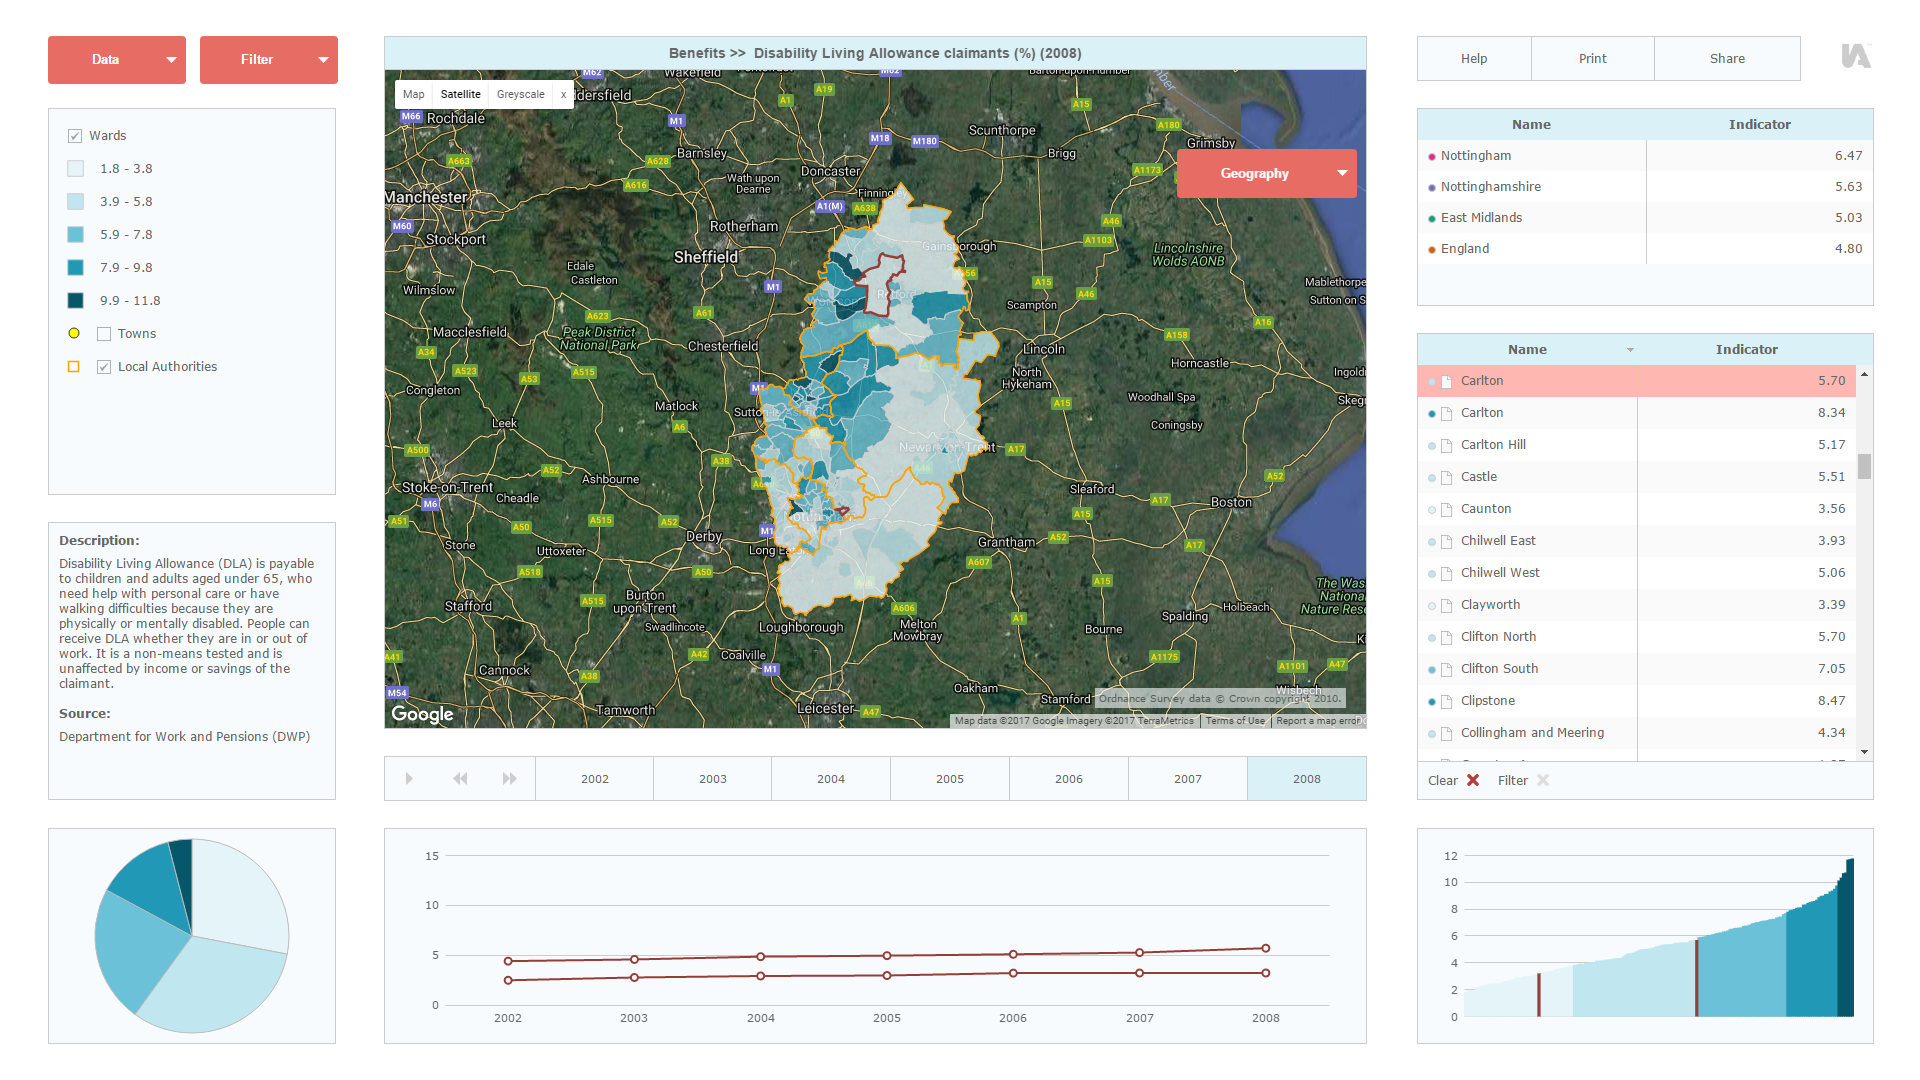 Data
Filter
Benefits >> Disability Living Allowance claimants (%) (2008)
Help
Print
Share
Wards
1.8 - 3.8
3.9 - 5.8
5.9 - 7.8
7.9 - 9.8
9.9 - 11.8
Towns
Local Authorities
Description:
Disability Living Allowance (DLA) is payable
to children and adults aged under 65, who
need help with personal care or have
walking difficulties because they are
physically or mentally disabled. People can
receive DLA whether they are in or out of
work. It is a non-means tested and is
unaffected by income or savings of the
claimant.
Source:
Department for Work and Pensions (DWP)
Map Satellite Greyscale x
Geography
Wakefield
Rochdale
Barnsley
Scunthorpe
Grimsby
Brigg
Wath upon
Dearne
Doncaster
Finningley
Manchester
Stockport
Rotherham
Sheffield
Gainsborough
Lincolnshire
Wolds AONB
Edale
Castleton
Wilmslow
Mablethorpe
Scampton
Macclesfield
Peak District
National Park
Chesterfield
Lincoln
Horncastle
North
Hykeham
Congleton
Matlock
Woodhall Spa
Coningsby
Leek
Newark-on-Trent
Ashbourne
Stoke-on-Trent
Cheadle
Sleaford
Boston
Derby
Stone
Uttoxeter
Long Ea
Grantham
Stafford
Burton
upon Trent
Swadlincote
Loughborough
Melton
Mowbray
Bourne
Spalding
Holbeach
The Was
National
Nature Rese
Coalville
Cannock
Oakham
Stamford
Wisbech
Tamworth
Leicester
Google
Ordnance Survey data © Crown copyright 2010.
Map data ©2017 Google Imagery ©2017 TerraMetrics
Terms of Use
Report a map error
2002 2003 2004 2005 2006 2007 2008
Name Indicator
Nottingham 6.47
Nottinghamshire 5.63
East Midlands 5.03
England 4.80
Name Indicator
Carlton 5.70
Carlton 8.34
Carlton Hill 5.17
Castle 5.51
Caunton 3.56
Chilwell East 3.93
Chilwell West 5.06
Clayworth 3.39
Clifton North 5.70
Clifton South 7.05
Clipstone 8.47
Collingham and Meering 4.34
Clear Filter
15
10
5
0
2002 2003 2004 2005 2006 2007 2008
12
10
8
6
4
2
0